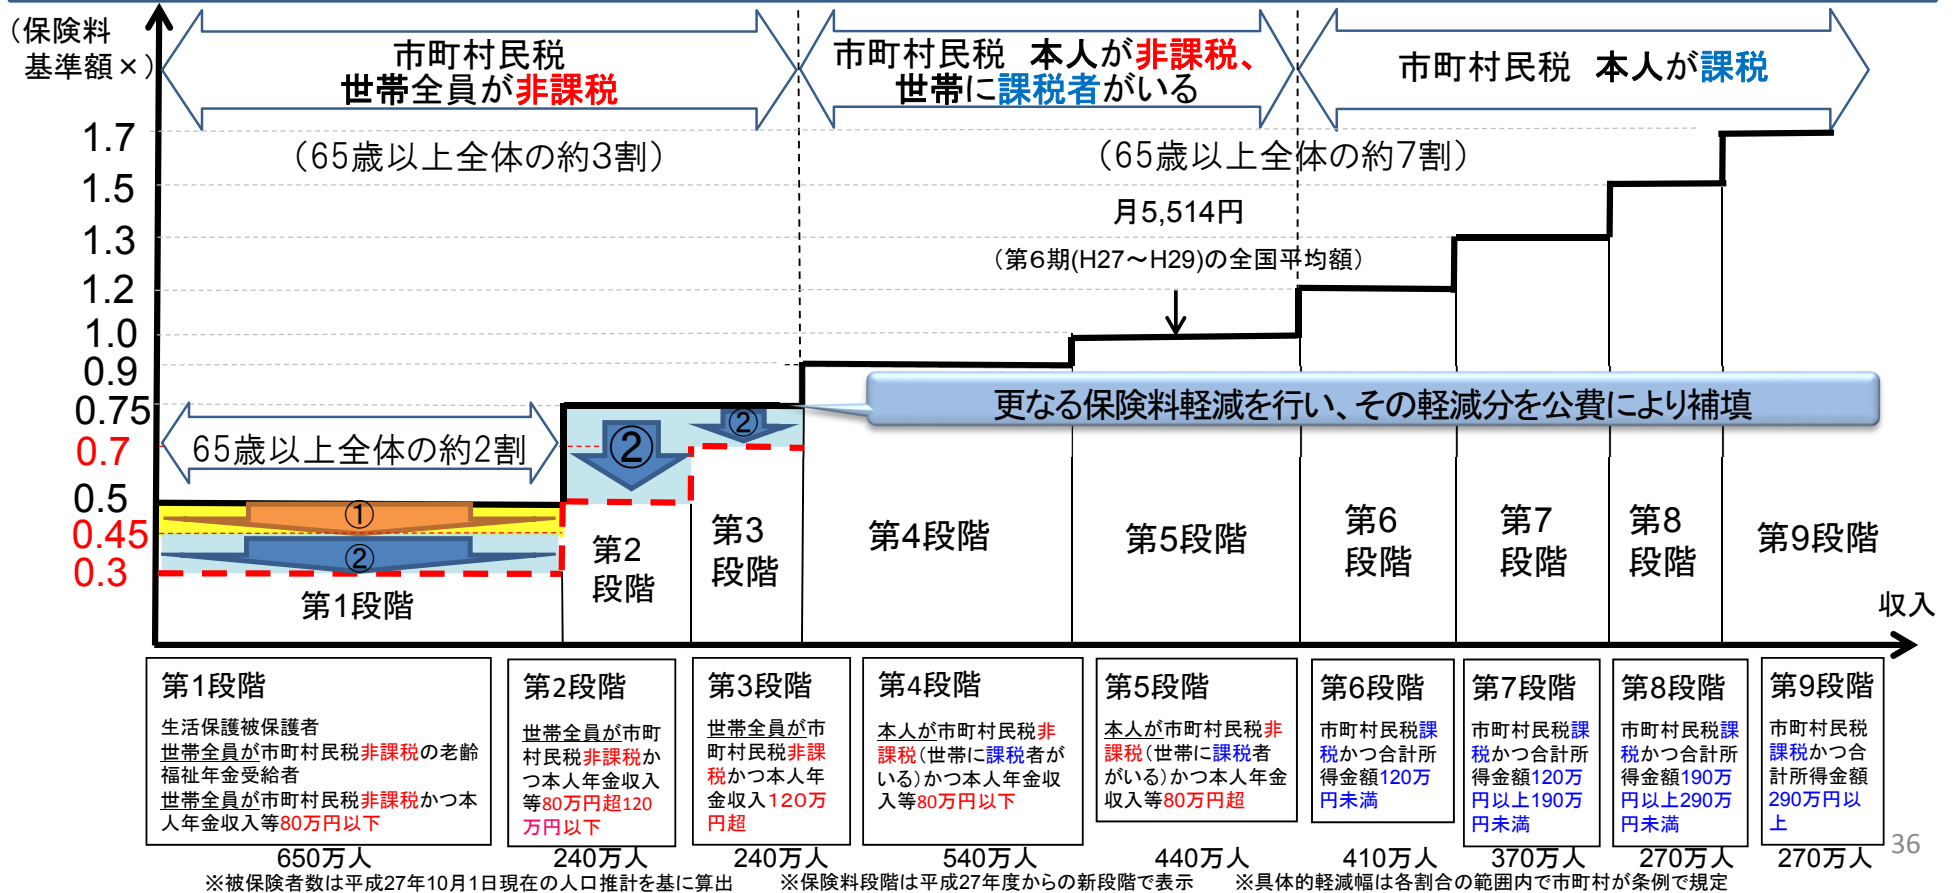 (保険料
基準額×)
市町村民税
世帯全員が非課税
市町村民税　本人が非課税、
世帯に課税者がいる
市町村民税　本人が課税
(65歳以上全体の約3割)
(65歳以上全体の約7割)
1.7
1.5
1.3
1.2
1.0
0.9
0.75
0.7
0.5
0.45
0.3
月5,514円
(第6期(H27～H29)の全国平均額)
更なる保険料軽減を行い、その軽減分を公費により補填
65歳以上全体の約2割
①
②
②
②
第1段階
第2
段階
第3
段階
第4段階
第5段階
第6
段階
第7
段階
第8
段階
第9段階
収入
第1段階
生活保護被保護者
世帯全員が市町村民税非課税の老齢
福祉年金受給者
世帯全員が市町村民税非課税かつ本
人年金収入等80万円以下
650万人
第2段階
世帯全員が市町
村民税非課税か
つ本人年金収入
等80万円超120
万円以下
240万人
第3段階
世帯全員が市
町村民税非課
税かつ本人年
金収入120万
円超
240万人
第4段階
本人が市町村民税非
課税(世帯に課税者が
いる)かつ本人年金収
入等80万円以下
540万人
第5段階
本人が市町村民税非
課税(世帯に課税者
がいる)かつ本人年金
収入等80万円超
440万人
第6段階
市町村民税課
税かつ合計所
得金額120万
円未満
410万人
第7段階
市町村民税課
税かつ合計所
得金額120万
円以上190万
円未満
370万人
第8段階
市町村民税課
税かつ合計所
得金額190万
円以上290万
円未満
270万人
第9段階
市町村民税
課税かつ合
計所得金額
290万円以
上
270万人
36
※被保険者数は平成27年10月1日現在の人口推計を基に算出　※保険料段階は平成27年度からの新段階で表示　※具体的軽減幅は各割合の範囲内で市町村が条例で規定